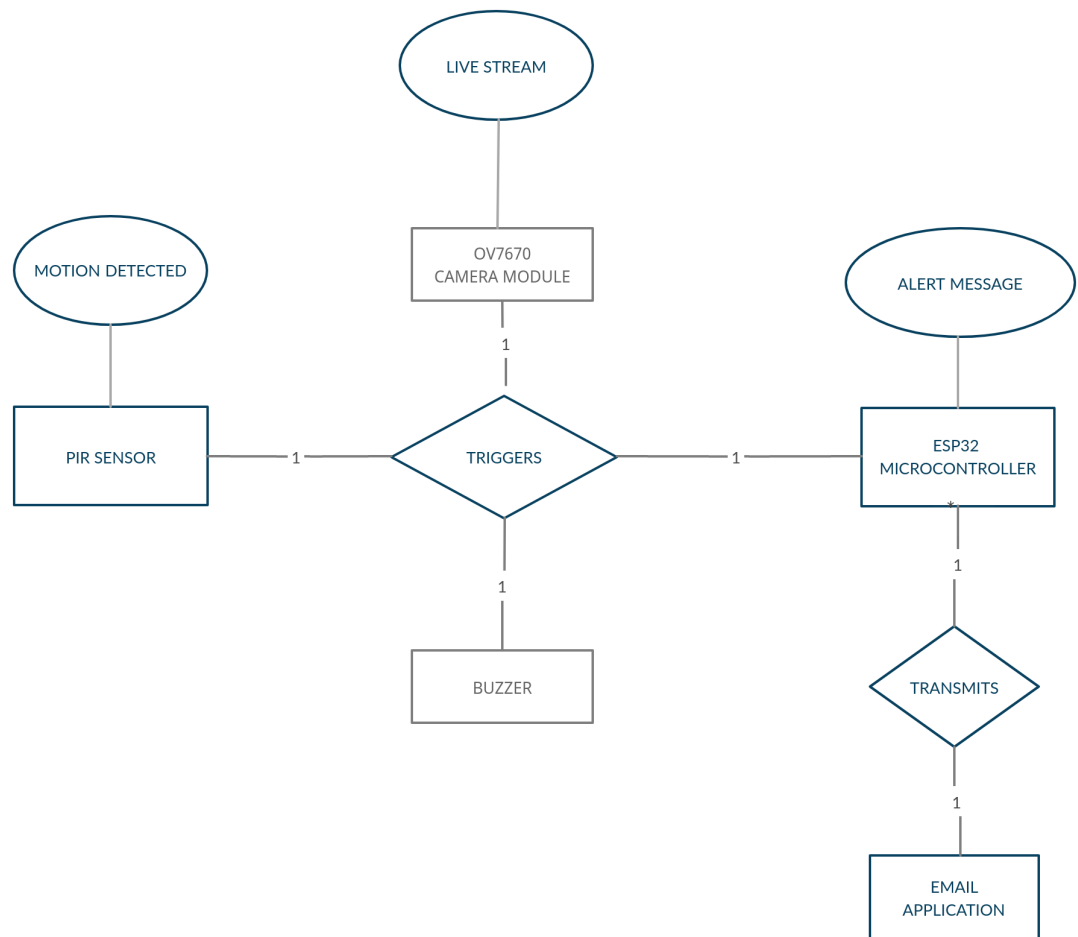 LIVE STREAM
OV7670
CAMERA MODULE
MOTION DETECTED
ALERT MESSAGE
1
PIR SENSOR
1
TRIGGERS
1
ESP32
MICROCONTROLLER
*
1
1
BUZZER
TRANSMITS
1
EMAIL
APPLICATION